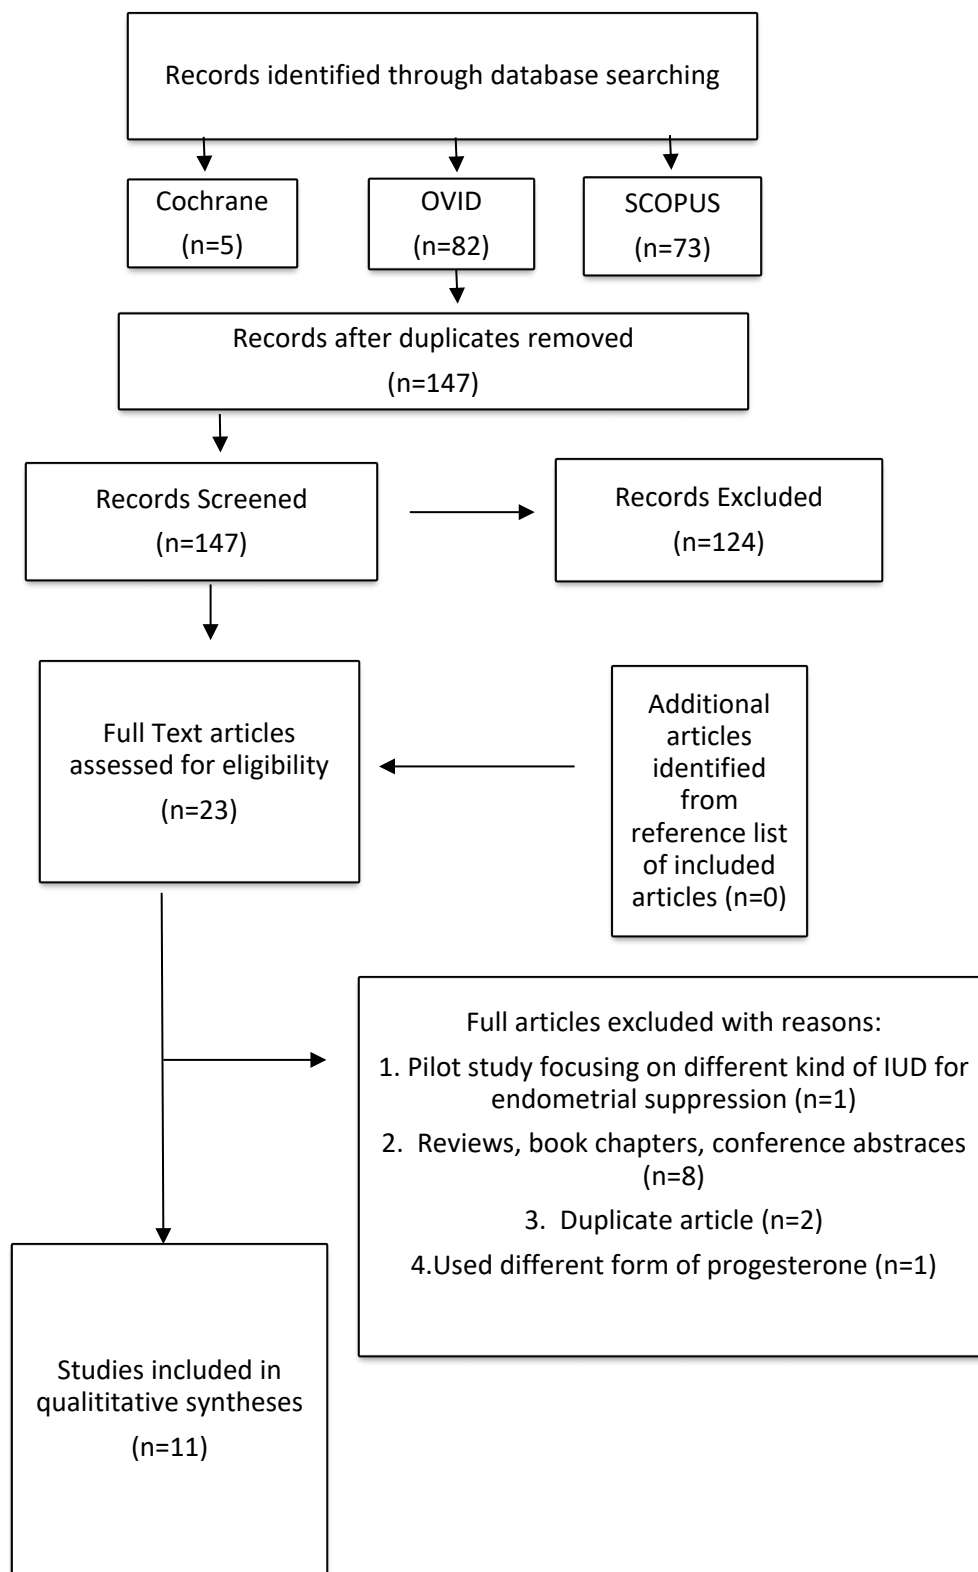 Records identified through database searching
Cochrane
(n=5)
OVID
(n=82)
SCOPUS
(n=73)
Records after duplicates removed
(n=147)
Records Screened
(n=147)
Records Excluded
(n=124)
Full Text articles
assessed for eligibility
(n=23)
Additional
articles
identified
from
reference list
of included
articles (n=0)
Full articles excluded with reasons:
1. Pilot study focusing on different kind of IUD for
endometrial suppression (n=1)
2. Reviews, book chapters, conference abstraces
(n=8)
3. Duplicate article (n=2)
4.Used different form of progesterone (n=1)
Studies included in
qualititative syntheses
(n=11)